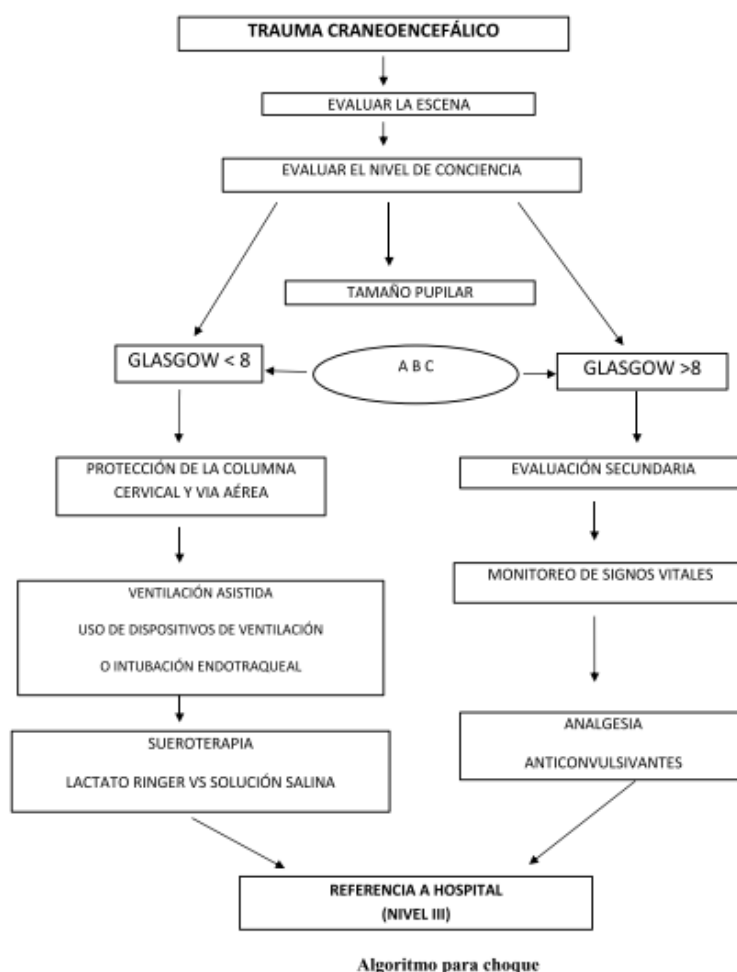 TRAUMA CRANEOENCEFÁLICO
EVALUAR LA ESCENA
EVALUAR EL NIVEL DE CONCIENCIA
TAMAÑO PUPILAR
GLASGOW < 8
A B C
GLASGOW >8
PROTECCIÓN DE LA COLUMNA
CERVICAL Y VIA AÉREA
EVALUACIÓN SECUNDARIA
VENTILACIÓN ASISTIDA
USO DE DISPOSITIVOS DE VENTILACIÓN
O INTUBACIÓN ENDOTRAQUEAL
MONITOREO DE SIGNOS VITALES
SUEROTERAPIA
LACTATO RINGER VS SOLUCIÓN SALINA
ANALGESIA
ANTICONVULSIVANTES
REFERENCIA A HOSPITAL
(NIVEL III)
Algoritmo para choque